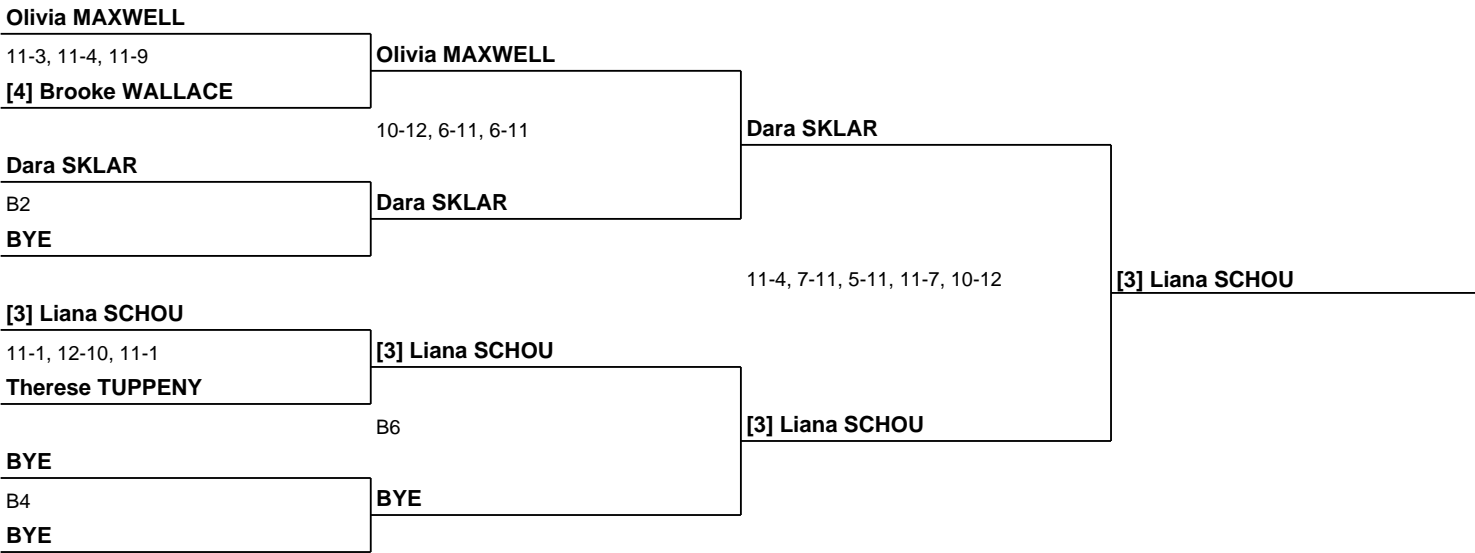 Olivia MAXWELL
11-3, 11-4, 11-9
Olivia MAXWELL
[4] Brooke WALLACE
10-12, 6-11, 6-11
Dara SKLAR
Dara SKLAR
B2
Dara SKLAR
BYE
11-4, 7-11, 5-11, 11-7, 10-12
[3] Liana SCHOU
[3] Liana SCHOU
11-1, 12-10, 11-1
[3] Liana SCHOU
Therese TUPPENY
B6
[3] Liana SCHOU
BYE
B4
BYE
BYE